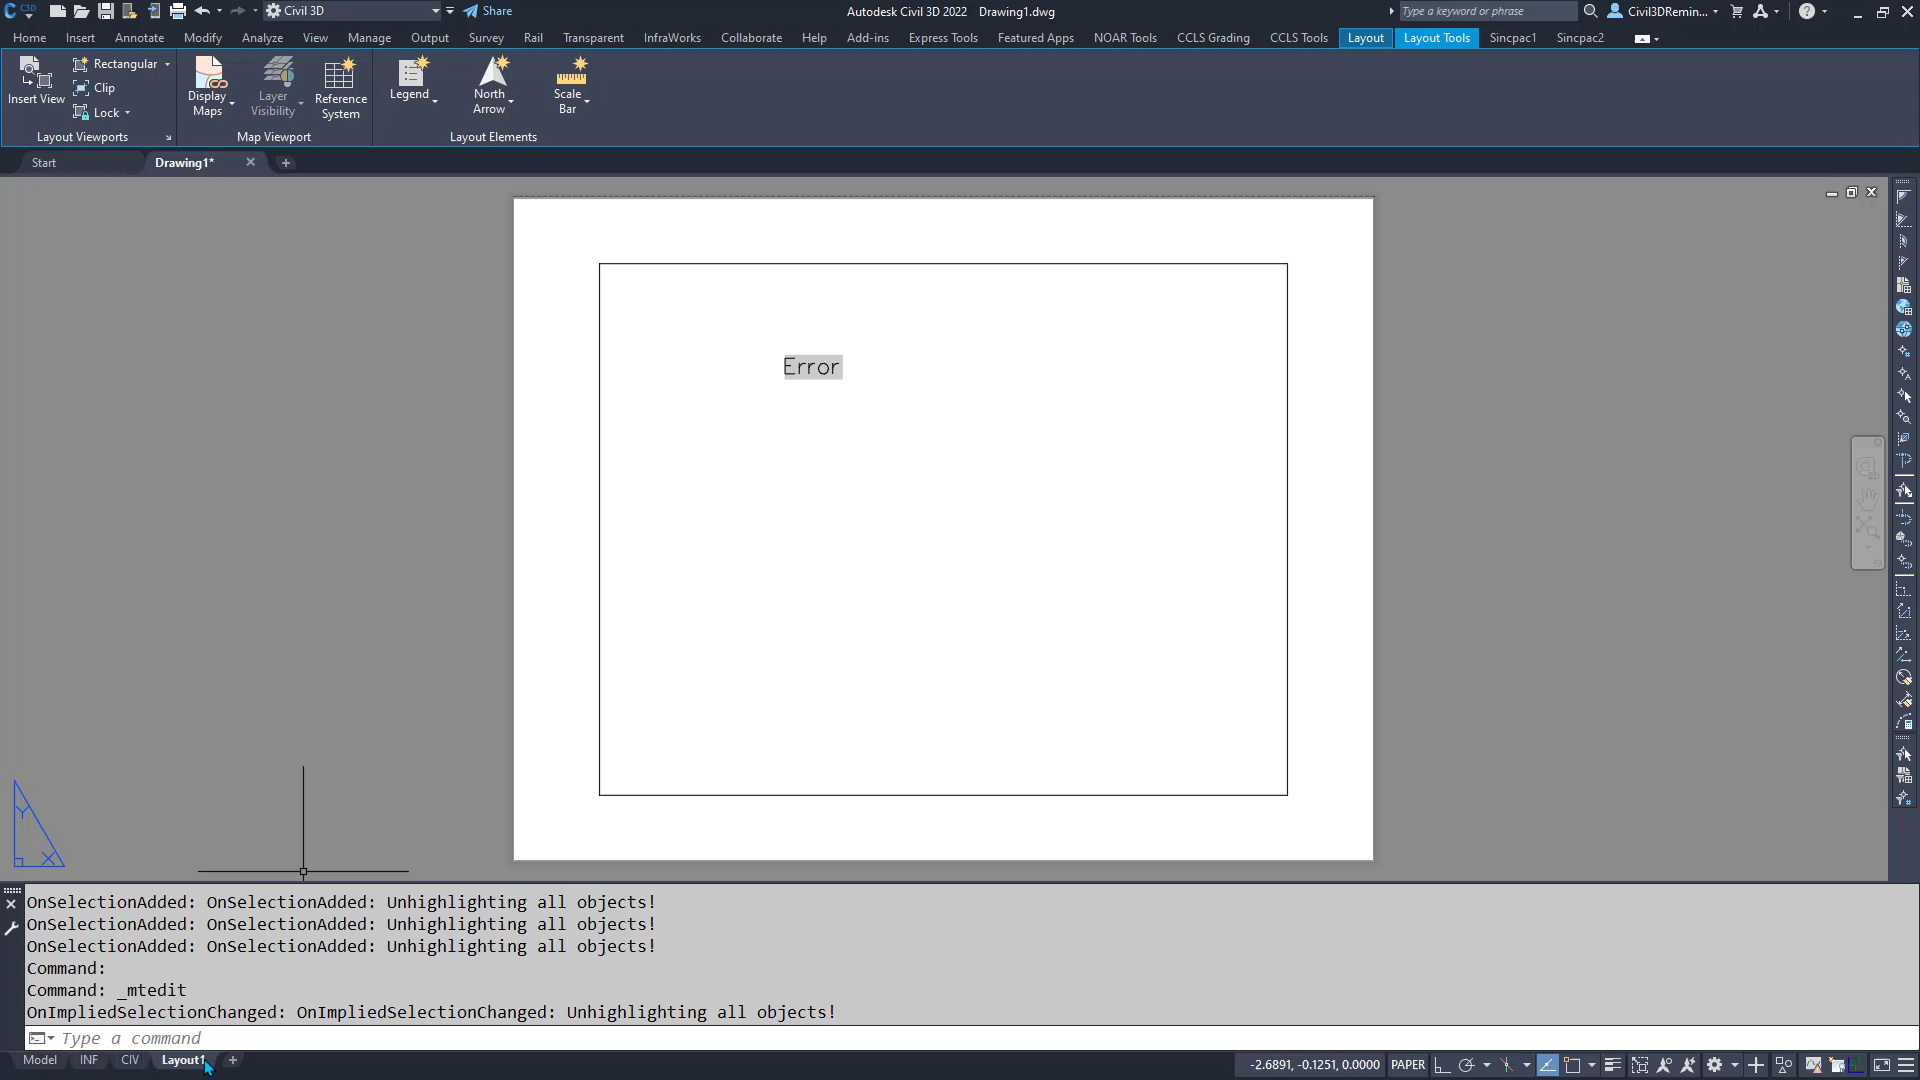 C3D Civil 3D Share Autodesk Civil 3D 2022 Drawing1.dwg Type a keyword or phrase Civil3DRemin...
Home Insert Annotate Modify Analyze View Manage Output Survey Rail Transparent InfraWorks Collaborate Help Add-ins Express Tools Featured Apps NOAR Tools CCLS Grading CCLS Tools Layout Layout Tools Sincpac1 Sincpac2
Insert View Rectangular Clip Lock Display Maps Layer Visibility Reference System Legend North Arrow Scale Bar
Layout Viewports Map Viewport Layout Elements
Start Drawing1*
Error
Y
X
OnSelectionAdded: OnSelectionAdded: Unhighlighting all objects!
OnSelectionAdded: OnSelectionAdded: Unhighlighting all objects!
OnSelectionAdded: OnSelectionAdded: Unhighlighting all objects!
Command:
Command: _mtedit
OnImpliedSelectionChanged: OnImpliedSelectionChanged: Unhighlighting all objects!
Type a command
Model INF CIV Layout1 -2.6891, -0.1251, 0.0000 PAPER